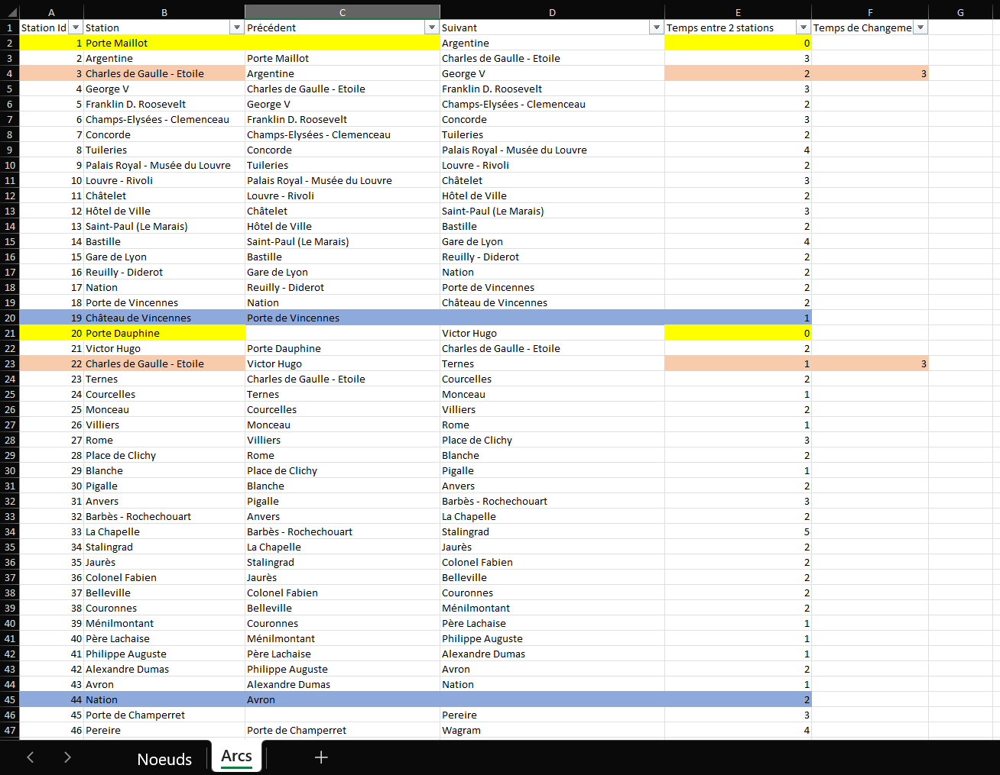 A B C D E F G
1 Station Id Station Précédent Suivant Temps entre 2 stations Temps de Changeme
2 1 Porte Maillot Argentine 0
3 2 Argentine Porte Maillot Charles de Gaulle - Etoile 3
4 3 Charles de Gaulle - Etoile Argentine George V 2 3
5 4 George V Charles de Gaulle - Etoile Franklin D. Roosevelt 3
6 5 Franklin D. Roosevelt George V Champs-Elysées - Clemenceau 2
7 6 Champs-Elysées - Clemenceau Franklin D. Roosevelt Concorde 3
8 7 Concorde Champs-Elysées - Clemenceau Tuileries 2
9 8 Tuileries Concorde Palais Royal - Musée du Louvre 4
10 9 Palais Royal - Musée du Louvre Tuileries Louvre - Rivoli 2
11 10 Louvre - Rivoli Palais Royal - Musée du Louvre Châtelet 3
12 11 Châtelet Louvre - Rivoli Hôtel de Ville 2
13 12 Hôtel de Ville Châtelet Saint-Paul (Le Marais) 3
14 13 Saint-Paul (Le Marais) Hôtel de Ville Bastille 2
15 14 Bastille Saint-Paul (Le Marais) Gare de Lyon 4
16 15 Gare de Lyon Bastille Reuilly - Diderot 2
17 16 Reuilly - Diderot Gare de Lyon Nation 2
18 17 Nation Reuilly - Diderot Porte de Vincennes 2
19 18 Porte de Vincennes Nation Château de Vincennes 2
20 19 Château de Vincennes Porte de Vincennes 1
21 20 Porte Dauphine Victor Hugo 0
22 21 Victor Hugo Porte Dauphine Charles de Gaulle - Etoile 2
23 22 Charles de Gaulle - Etoile Victor Hugo Ternes 1 3
24 23 Ternes Charles de Gaulle - Etoile Courcelles 2
25 24 Courcelles Ternes Monceau 1
26 25 Monceau Courcelles Villiers 2
27 26 Villiers Monceau Rome 1
28 27 Rome Villiers Place de Clichy 3
29 28 Place de Clichy Rome Blanche 2
30 29 Blanche Place de Clichy Pigalle 1
31 30 Pigalle Blanche Anvers 2
32 31 Anvers Pigalle Barbès - Rochechouart 3
33 32 Barbès - Rochechouart Anvers La Chapelle 2
34 33 La Chapelle Barbès - Rochechouart Stalingrad 5
35 34 Stalingrad La Chapelle Jaurès 2
36 35 Jaurès Stalingrad Colonel Fabien 2
37 36 Colonel Fabien Jaurès Belleville 2
38 37 Belleville Colonel Fabien Couronnes 2
39 38 Couronnes Belleville Ménilmontant 2
40 39 Ménilmontant Couronnes Père Lachaise 1
41 40 Père Lachaise Ménilmontant Philippe Auguste 1
42 41 Philippe Auguste Père Lachaise Alexandre Dumas 1
43 42 Alexandre Dumas Philippe Auguste Avron 2
44 43 Avron Alexandre Dumas Nation 1
45 44 Nation Avron 2
46 45 Porte de Champerret Pereire 3
47 46 Pereire Porte de Champerret Wagram 4
Noeuds Arcs